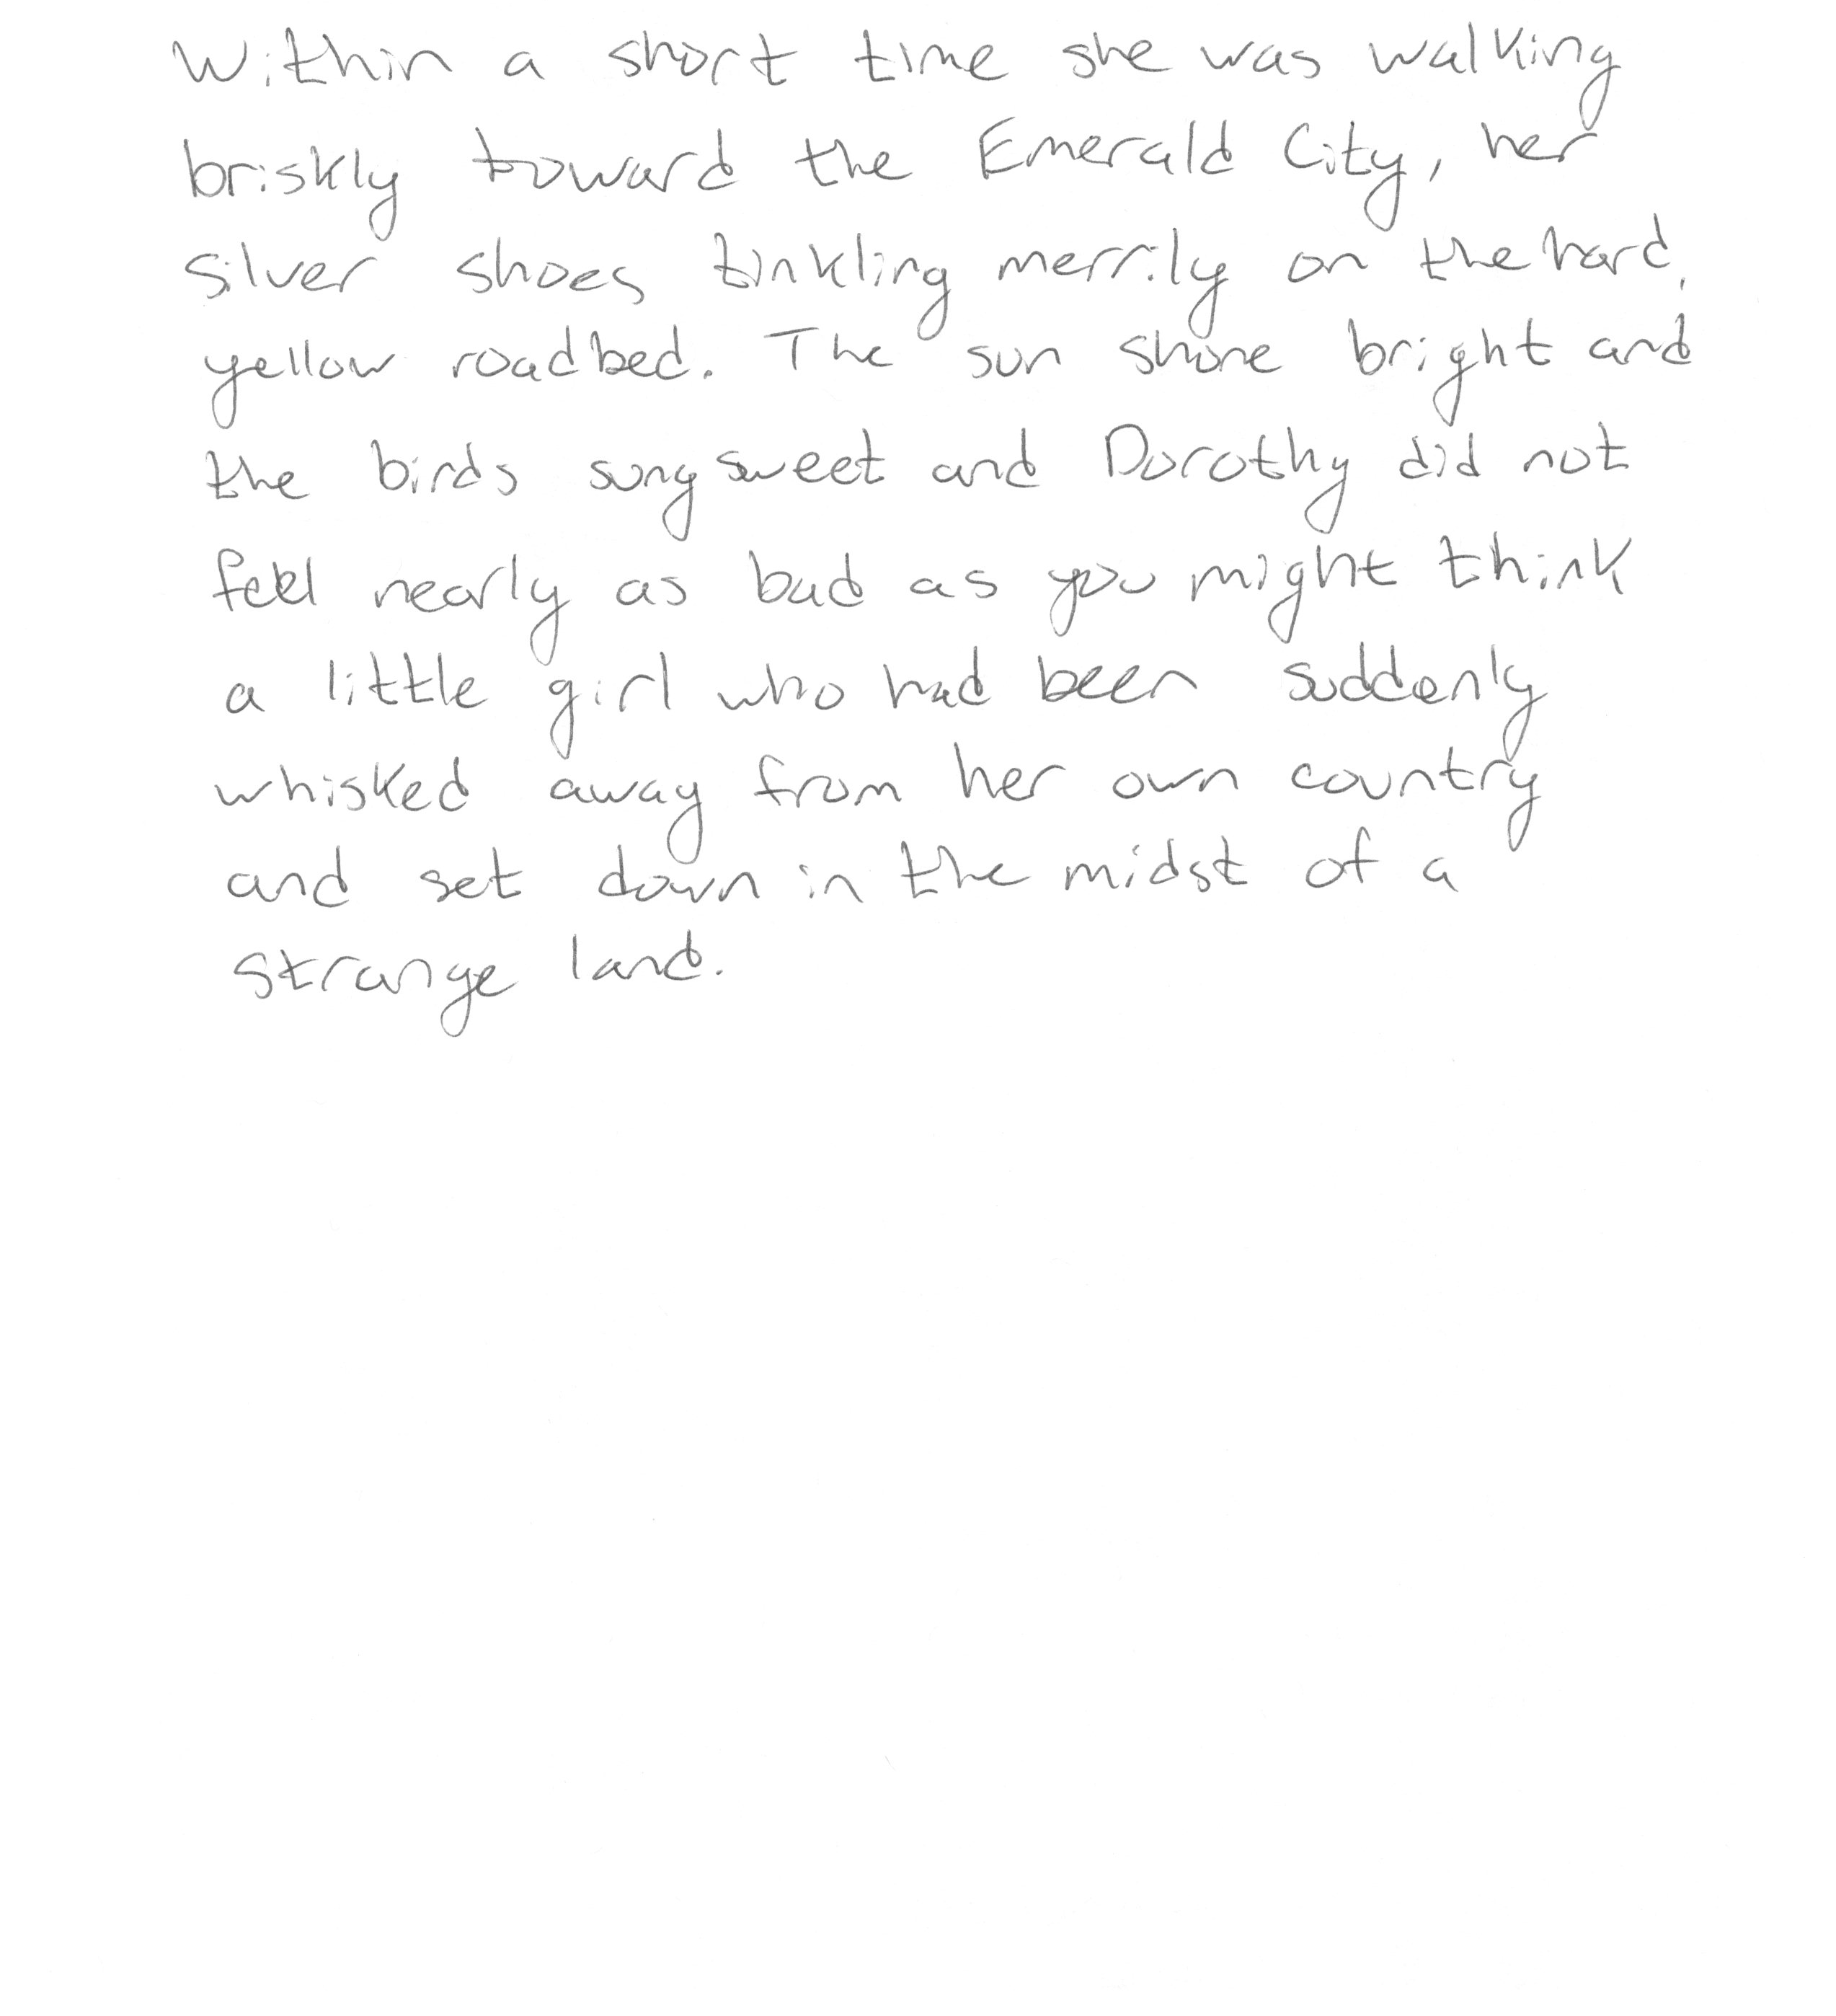 Within a short time she was walking
briskly toward the Emerald City, her
silver shoes tinkling merrily on the hard,
yellow roadbed. The sun shone bright and
the birds sung sweet and Dorothy did not
feel nearly as bad as you might think
a little girl who had been suddenly
whisked away from her own country
and set down in the midst of a
strange land.